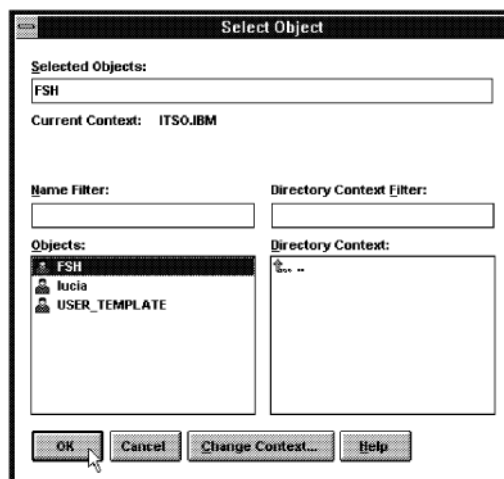 Select Object
Selected Objects:
FSH
Current Context: ITSO.IBM
Name Filter: Directory Context Filter:
Objects: Directory Context:
FSH
..
lucia
USER_TEMPLATE
OK Cancel Change Context... Help